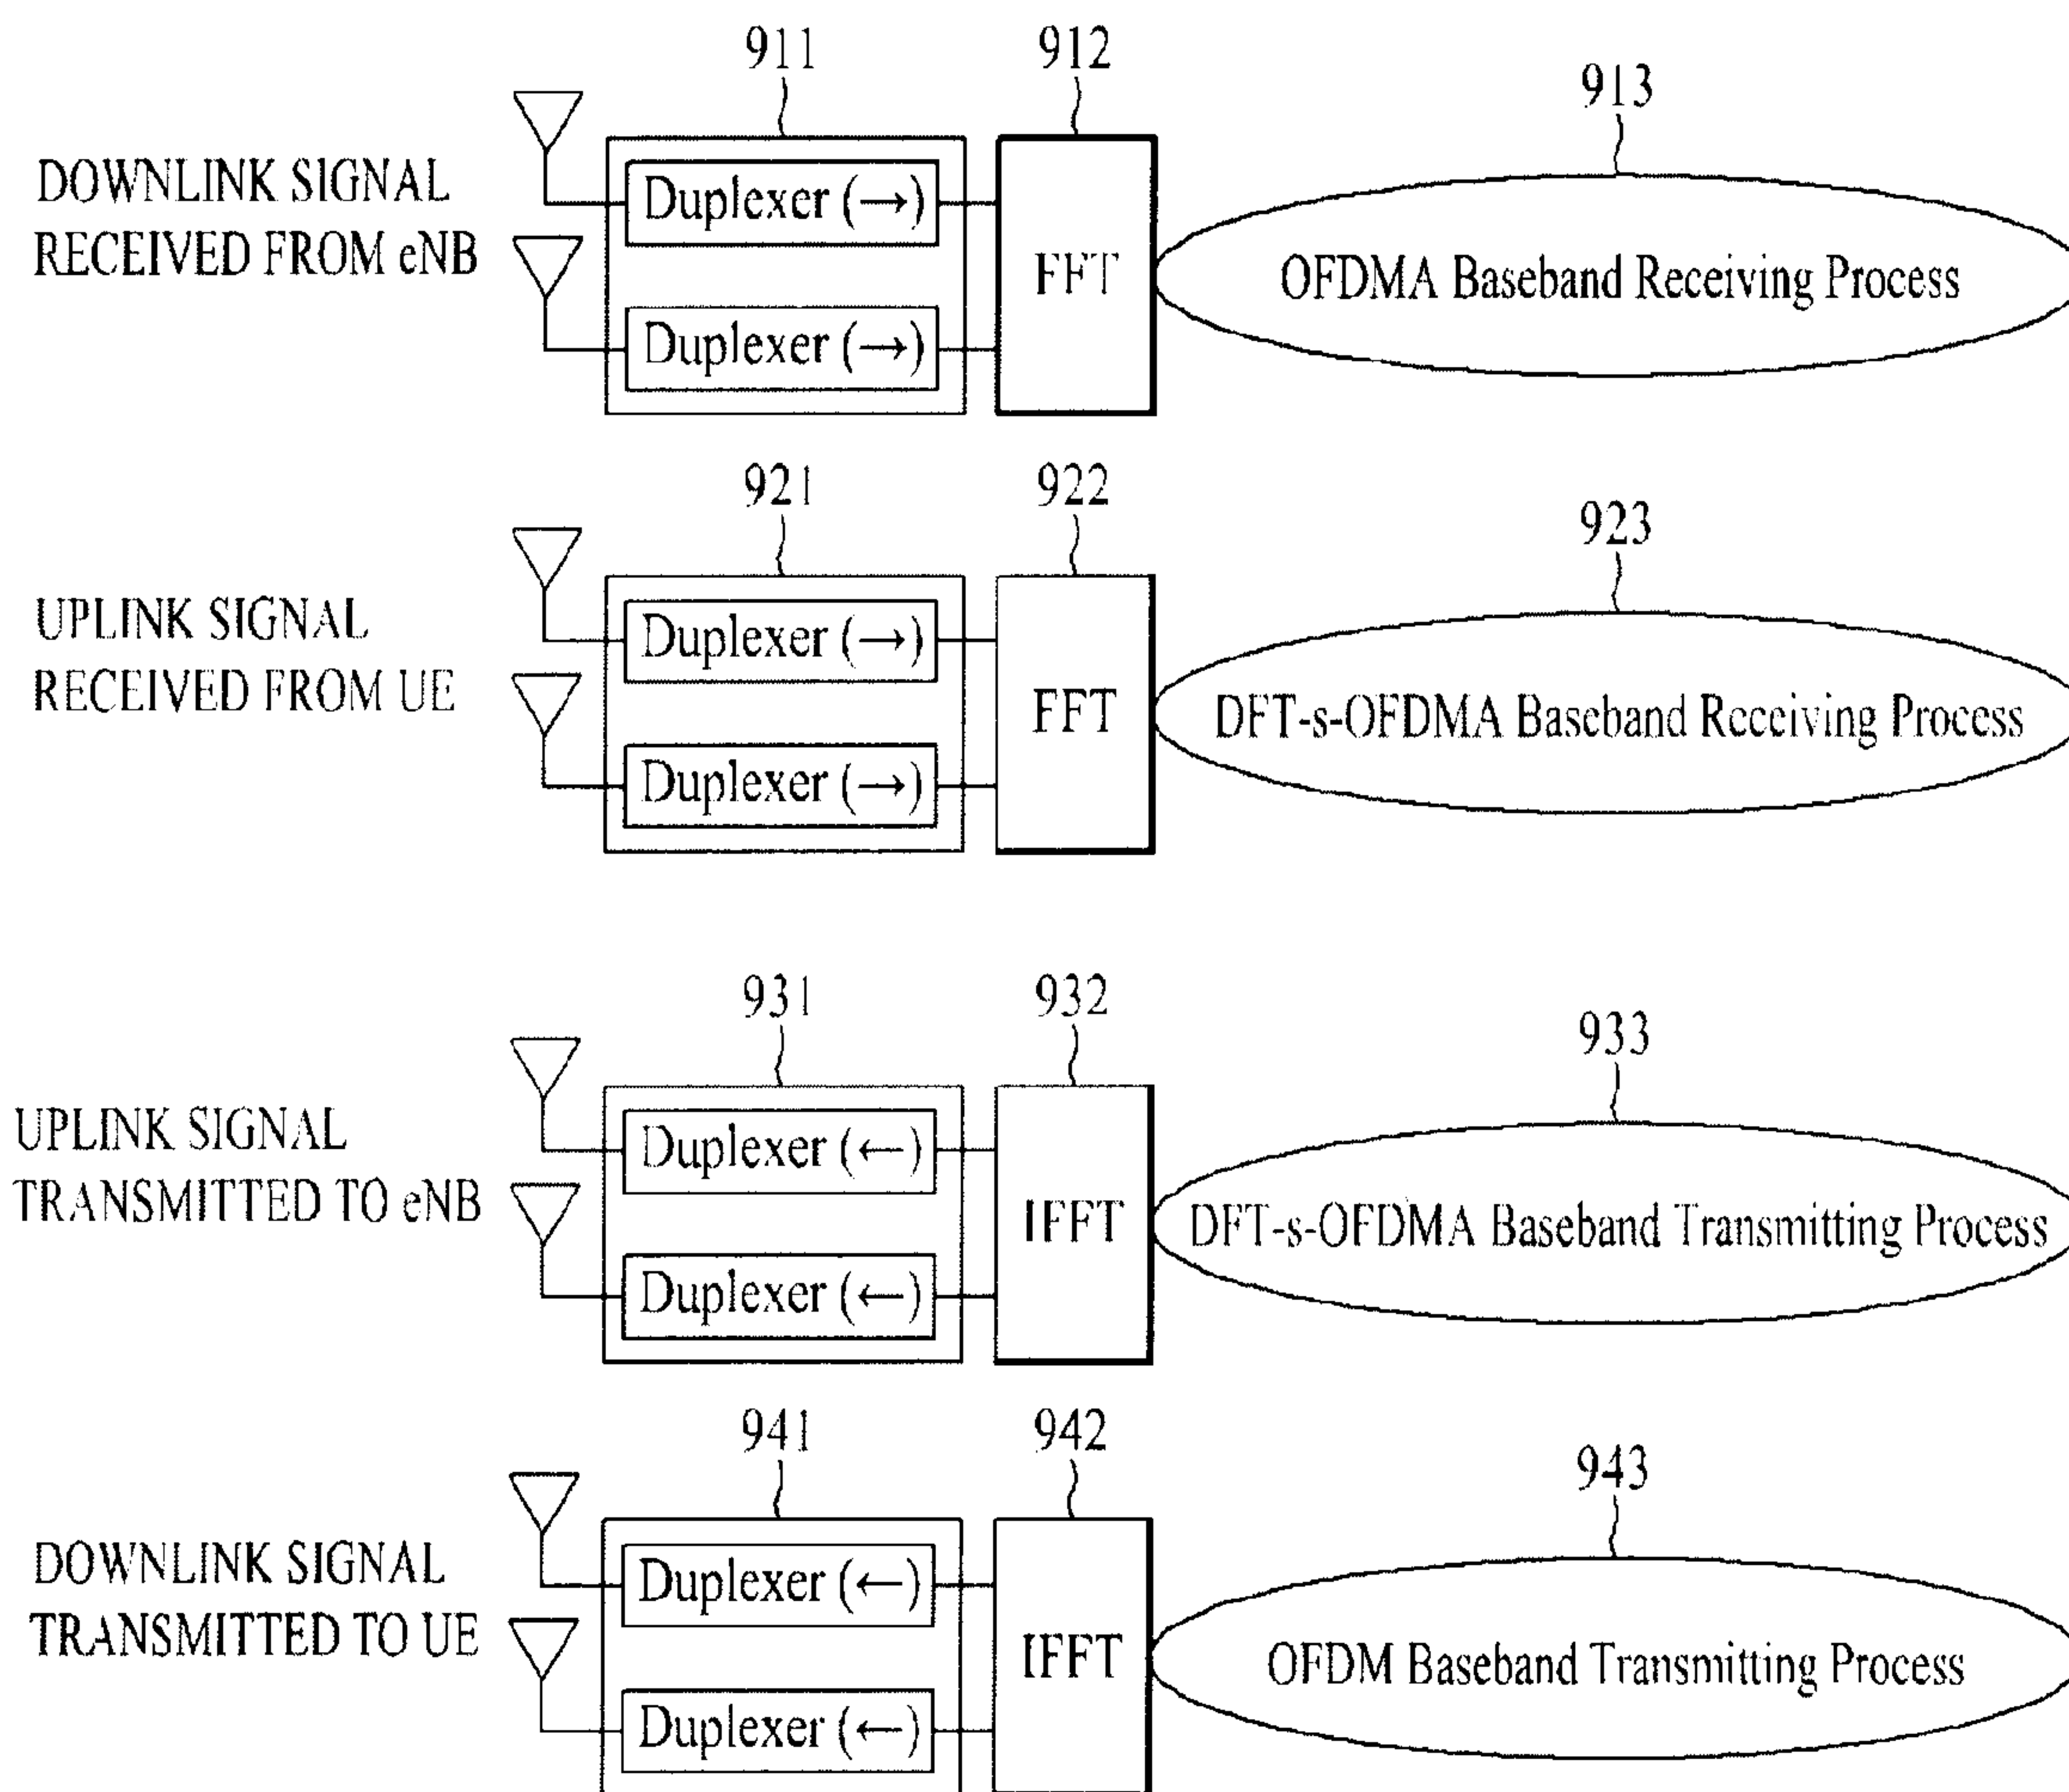 911
912
913
DOWNLINK SIGNAL
RECEIVED FROM eNB
Duplexer (→)
Duplexer (→)
FFT
OFDMA Baseband Receiving Process
921
922
923
UPLINK SIGNAL
RECEIVED FROM UE
Duplexer (→)
Duplexer (→)
FFT
DFT-s-OFDMA Baseband Receiving Process
931
932
933
UPLINK SIGNAL
TRANSMITTED TO eNB
Duplexer (←)
Duplexer (←)
IFFT
DFT-s-OFDMA Baseband Transmitting Process
941
942
943
DOWNLINK SIGNAL
TRANSMITTED TO UE
Duplexer (←)
Duplexer (←)
IFFT
OFDM Baseband Transmitting Process